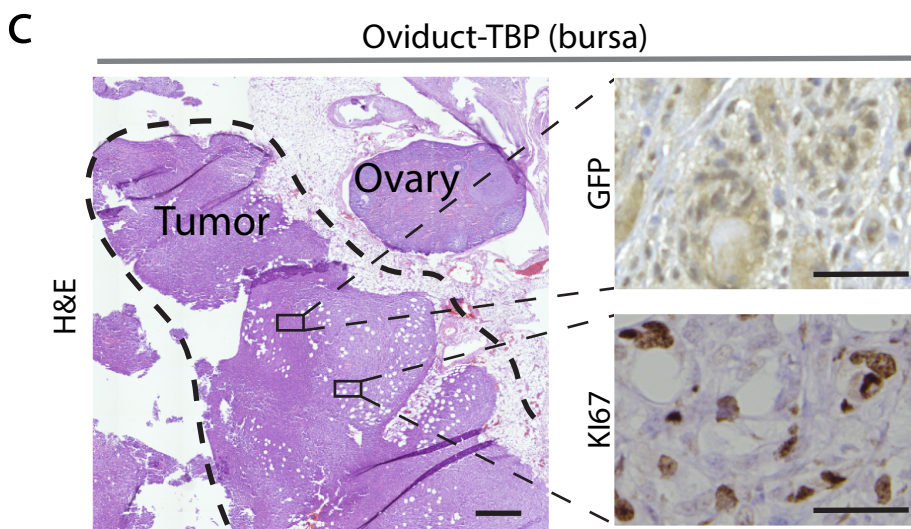 C
Oviduct-TBP (bursa)
H&E
Tumor
Ovary
GFP
KI67